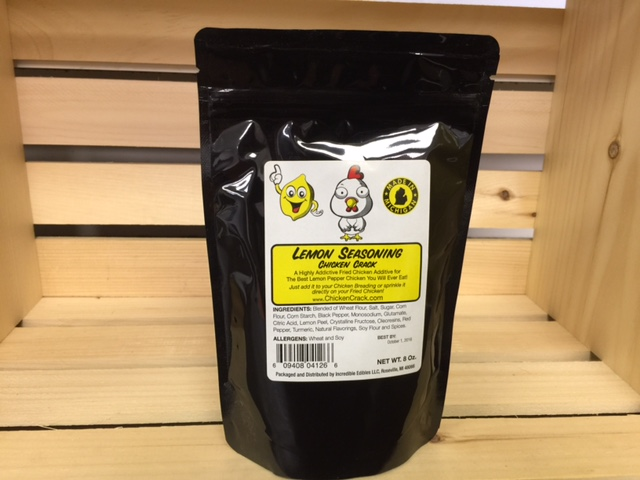 MADE IN
MICHIGAN
LEMON SEASONING
CHICKEN CRACK
A Highly Addictive Fried Chicken Additive for
The Best Lemon Pepper Chicken You Will Ever Eat!
Just add it to your Chicken Breading or sprinkle it
directly on your Fried Chicken!
www.ChickenCrack.com
INGREDIENTS: Blended of Wheat Flour, Salt, Sugar, Corn
Flour, Corn Starch, Black Pepper, Monosodium, Glutamate,
Citric Acid, Lemon Peel, Crystalline Fructose, Oleoresins, Red
Pepper, Turmeric, Natural Flavorings, Soy Flour and Spices.
ALLERGENS: Wheat and Soy
BEST BY:
October 1, 2019
6 09408 04126 6
NET WT. 8 Oz.
Packaged and Distributed by Incredible Edibles LLC, Roseville, MI 48066